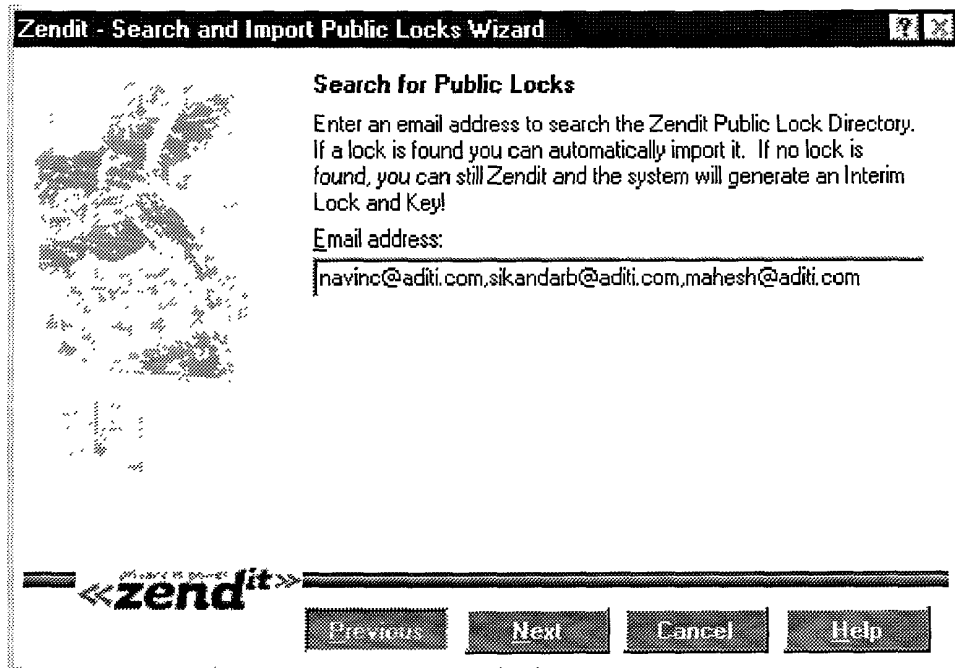 Zendit - Search and Import Public Locks Wizard
Search for Public Locks
Enter an email address to search the Zendit Public Lock Directory.
If a lock is found you can automatically import it. If no lock is
found, you can still Zendit and the system will generate an Interim
Lock and Key!
Email address:
navinc@aditi.com,sikandarb@aditi.com,mahesh@aditi.com
«zendit»
Previous Next Cancel Help